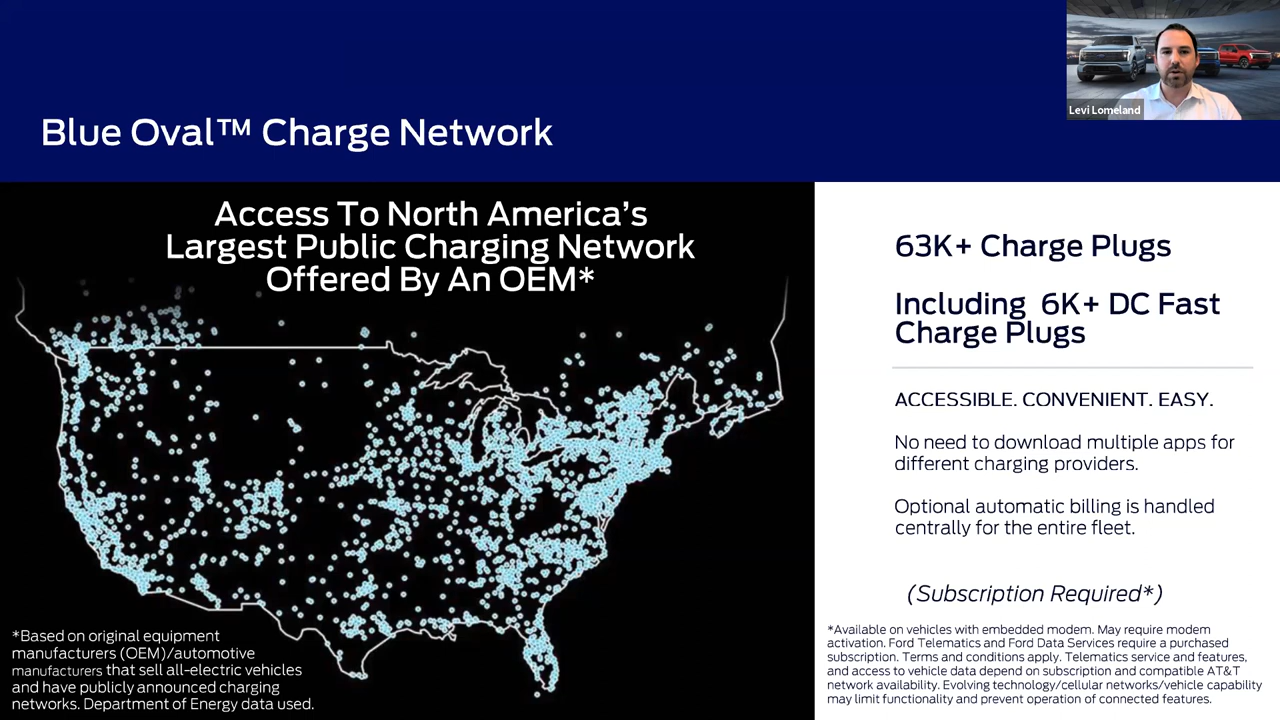 Levi Lomeland
Blue Oval™ Charge Network
Access To North America's
Largest Public Charging Network
Offered By An OEM*
*Based on original equipment
manufacturers (OEM)/automotive
manufacturers that sell all-electric vehicles
and have publicly announced charging
networks. Department of Energy data used.
63K+ Charge Plugs
Including 6K+ DC Fast
Charge Plugs
ACCESSIBLE. CONVENIENT. EASY.
No need to download multiple apps for
different charging providers.
Optional automatic billing is handled
centrally for the entire fleet.
(Subscription Required*)
*Available on vehicles with embedded modem. May require modem
activation. Ford Telematics and Ford Data Services require a purchased
subscription. Terms and conditions apply. Telematics service and features,
and access to vehicle data depend on subscription and compatible AT&T
network availability. Evolving technology/cellular networks/vehicle capability
may limit functionality and prevent operation of connected features.